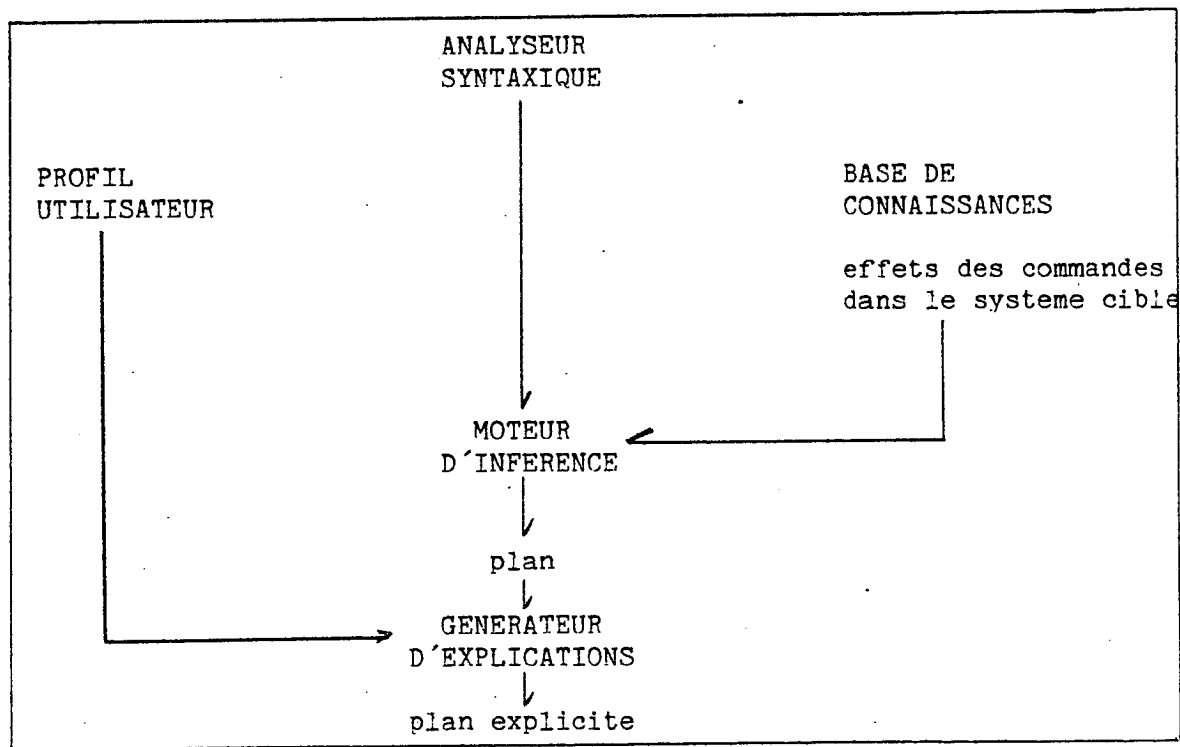 ANALYSEUR
SYNTAXIQUE
PROFIL
UTILISATEUR
BASE DE
CONNAISSANCES
effets des commandes
dans le systeme cible
MOTEUR
D´INFERENCE
plan
GENERATEUR
D´EXPLICATIONS
plan explicite